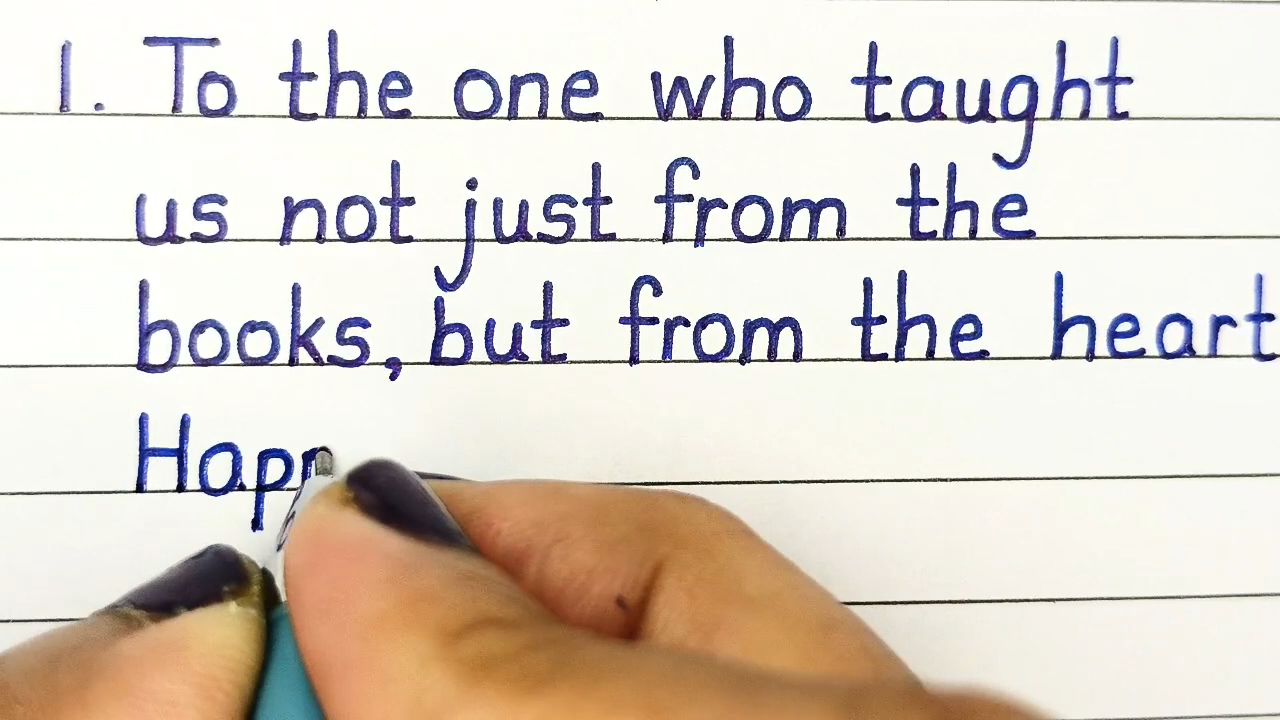 1. To the one who taught
us not just from the
books, but from the heart
Happ